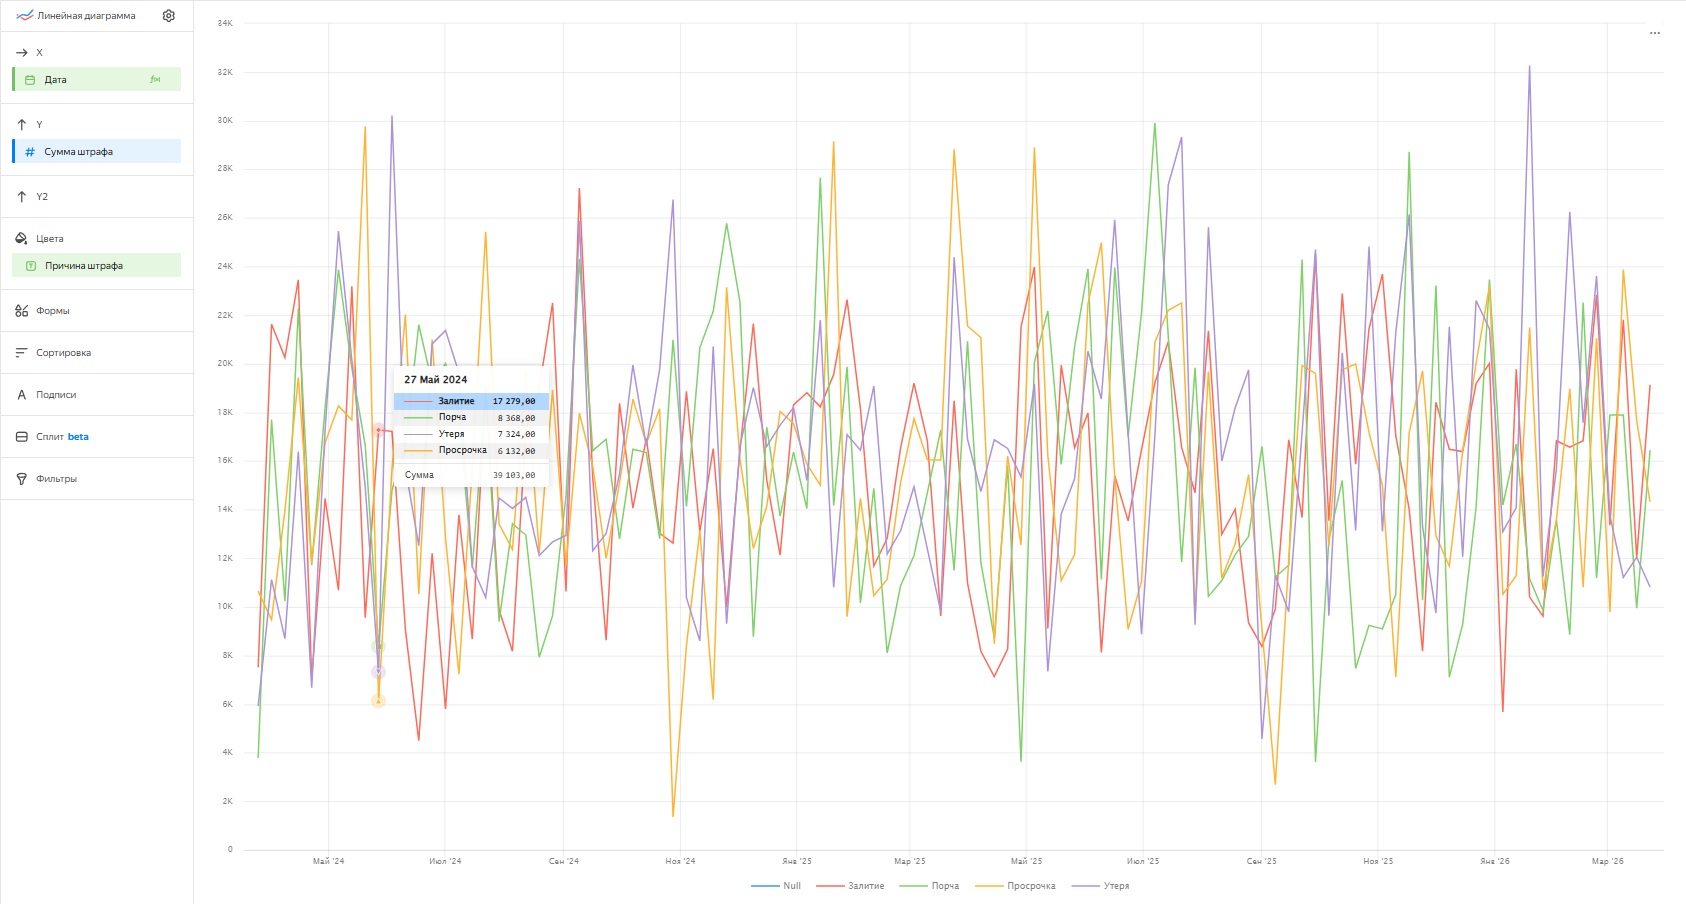 Линейная диаграмма
X
Дата
Y
# Сумма штрафа
Y2
Цвета
Причина штрафа
Формы
Сортировка
Подписи
Сплит beta
Фильтры
34K
32K
30K
28K
26K
24K
22K
20K
18K
16K
14K
12K
10K
8K
6K
4K
2K
0
27 Май 2024
Залитие 17 279,00
Порча 8 368,00
Утеря 7 324,00
Просрочка 6 132,00
Сумма 39 103,00
Май '24 Июл '24 Сен '24 Ноя '24 Янв '25 Мар '25 Май '25 Июл '25 Сен '25 Ноя '25 Янв '26 Мар '26
Null Залитие Порча Просрочка Утеря